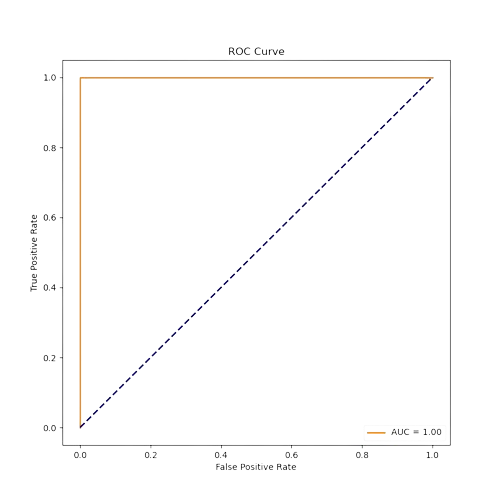 ROC Curve
True Positive Rate
1.0
0.8
0.6
0.4
0.2
0.0
AUC = 1.00
0.0 0.2 0.4 0.6 0.8 1.0
False Positive Rate